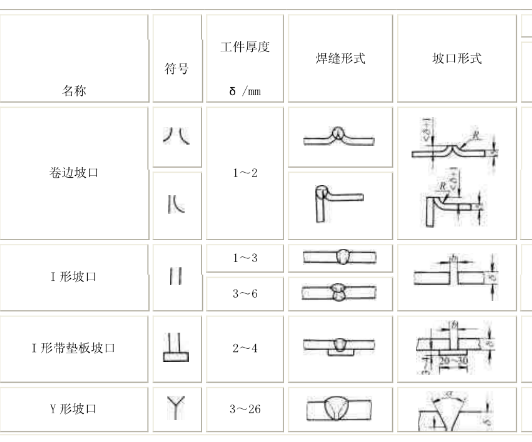 名称
符号
工件厚度
δ /mm
焊缝形式
坡口形式
卷边坡口
1～2
R
R
I 形坡口
1～3
3～6
b
δ
I 形带垫板坡口
2～4
b
δ
20～30
Y 形坡口
3～26
α
δ